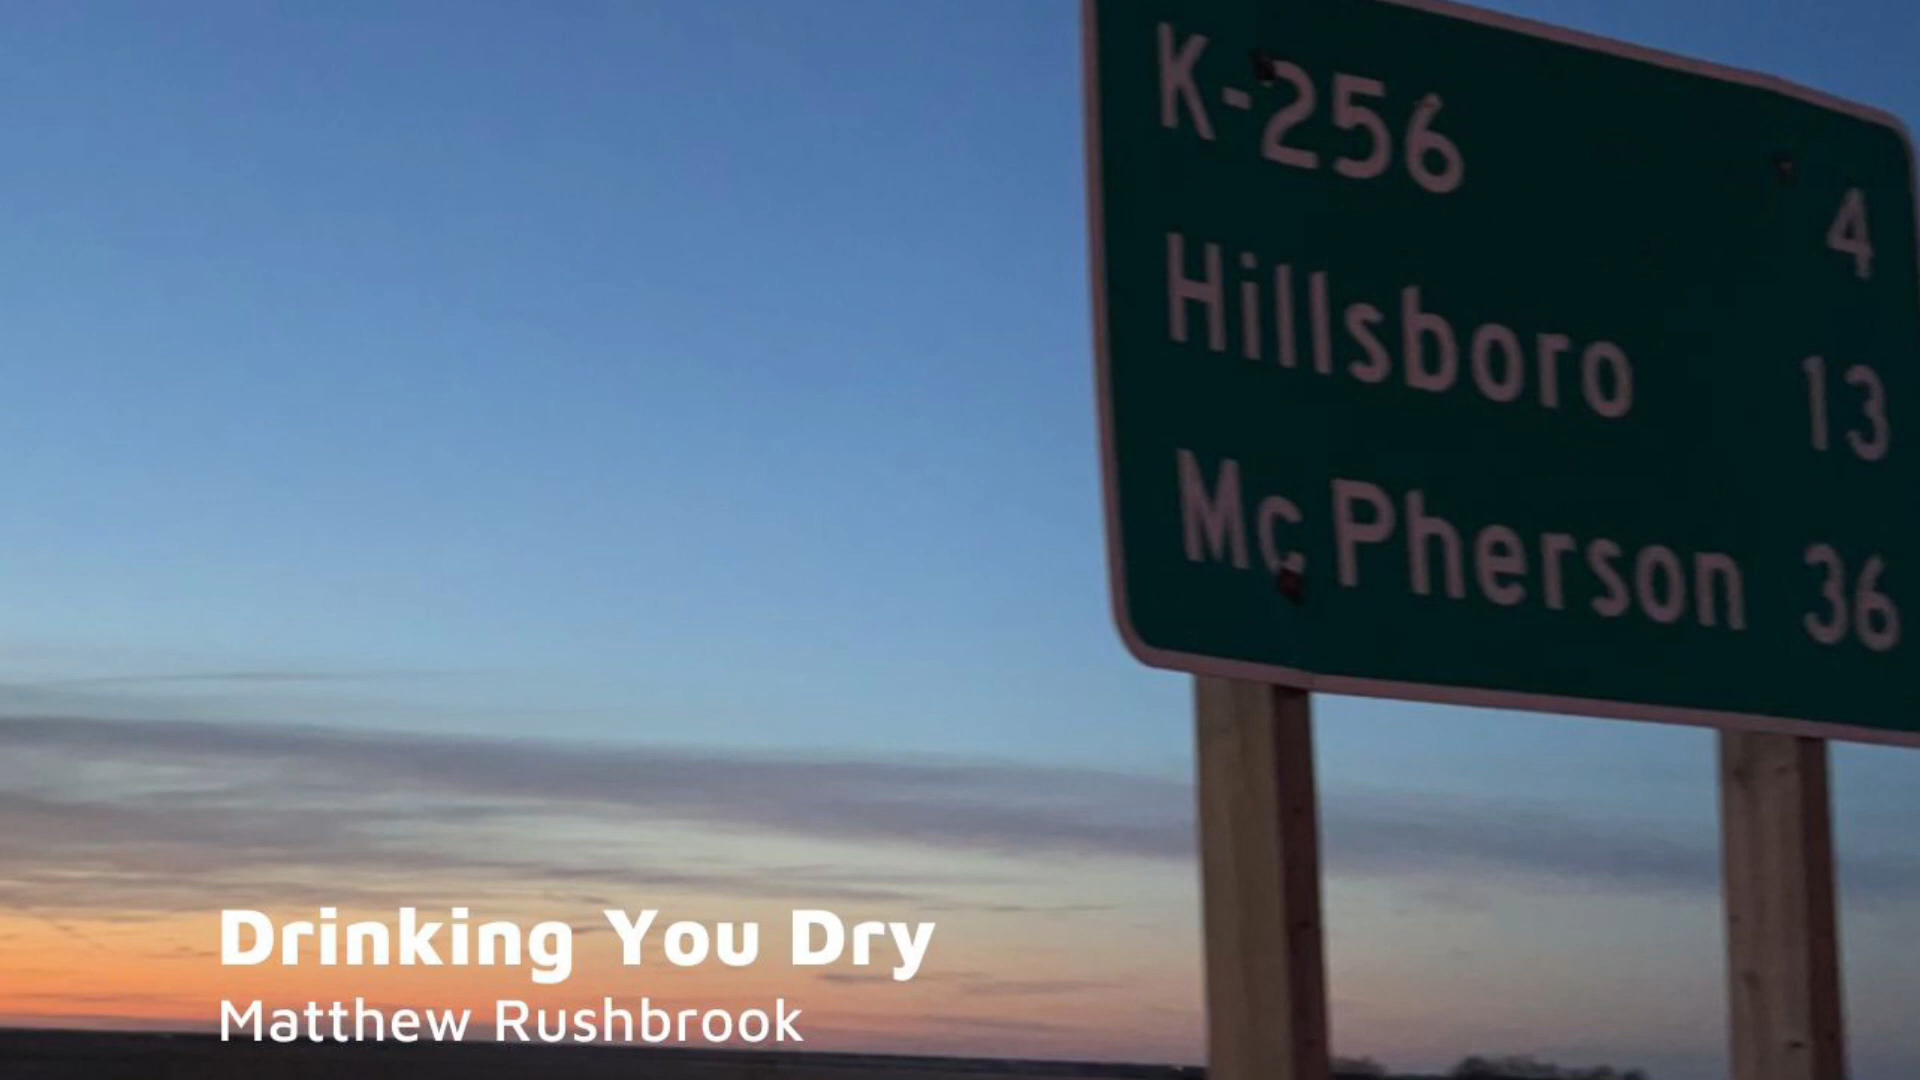 K-256 4
Hillsboro 13
McPherson 36
Drinking You Dry
Matthew Rushbrook